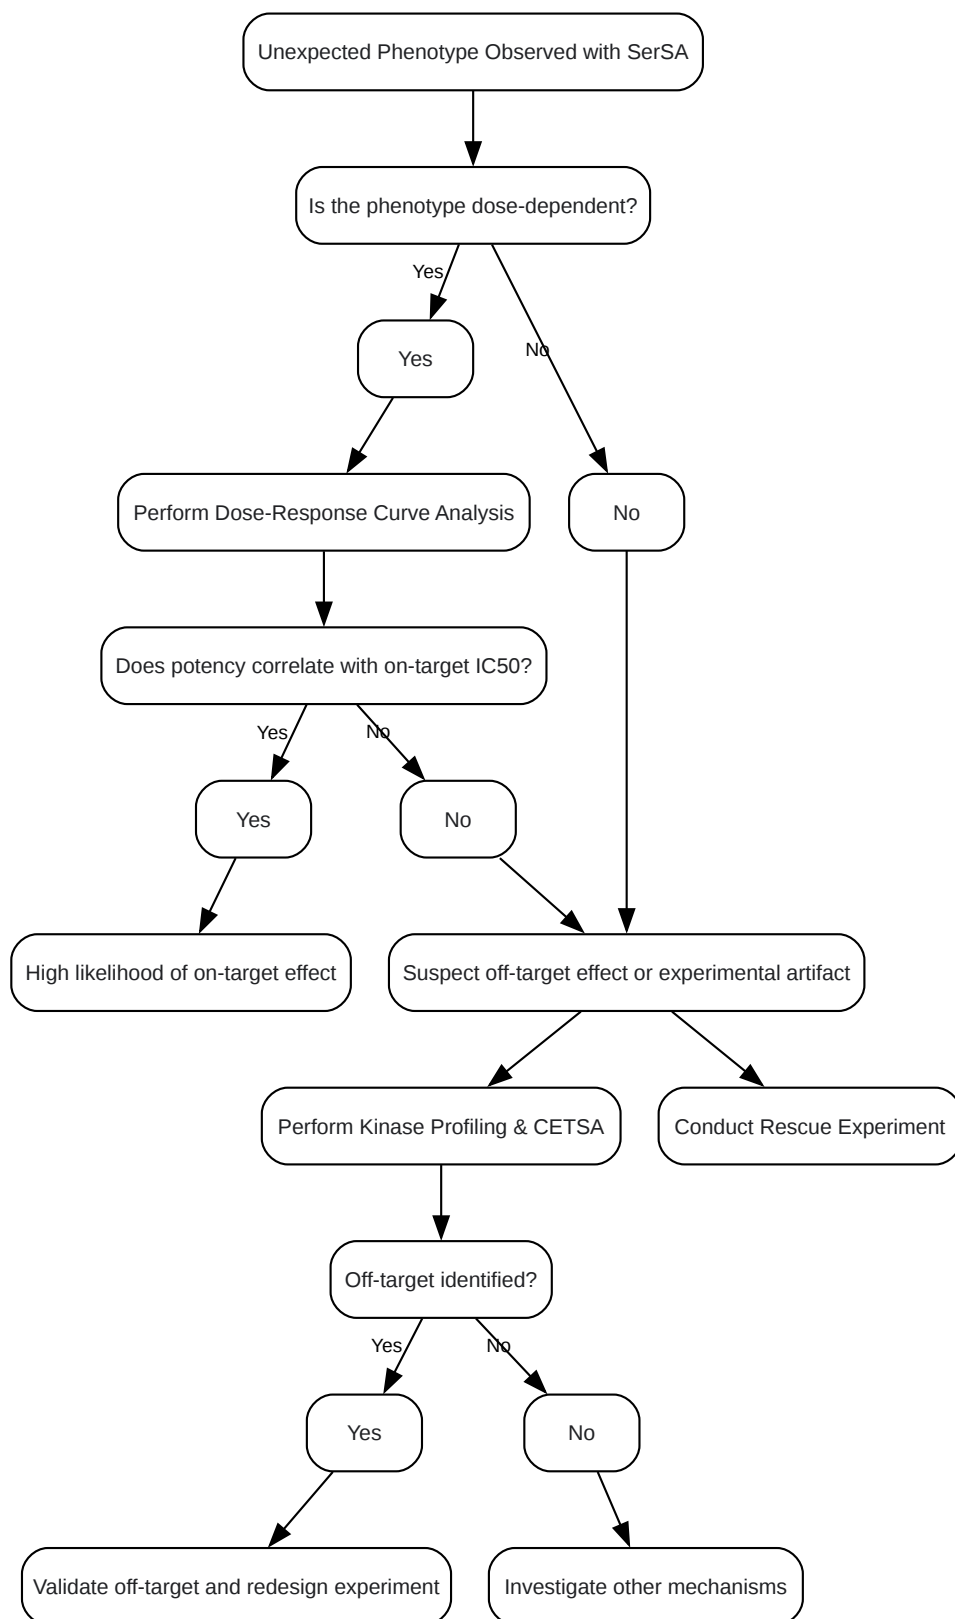 Unexpected Phenotype Observed with SerSA
Is the phenotype dose-dependent?
Yes
No
Yes
Perform Dose-Response Curve Analysis
No
Does potency correlate with on-target IC50?
Yes
No
Yes
No
High likelihood of on-target effect
Suspect off-target effect or experimental artifact
Perform Kinase Profiling & CETSA
Conduct Rescue Experiment
Off-target identified?
Yes
No
Yes
No
Validate off-target and redesign experiment
Investigate other mechanisms